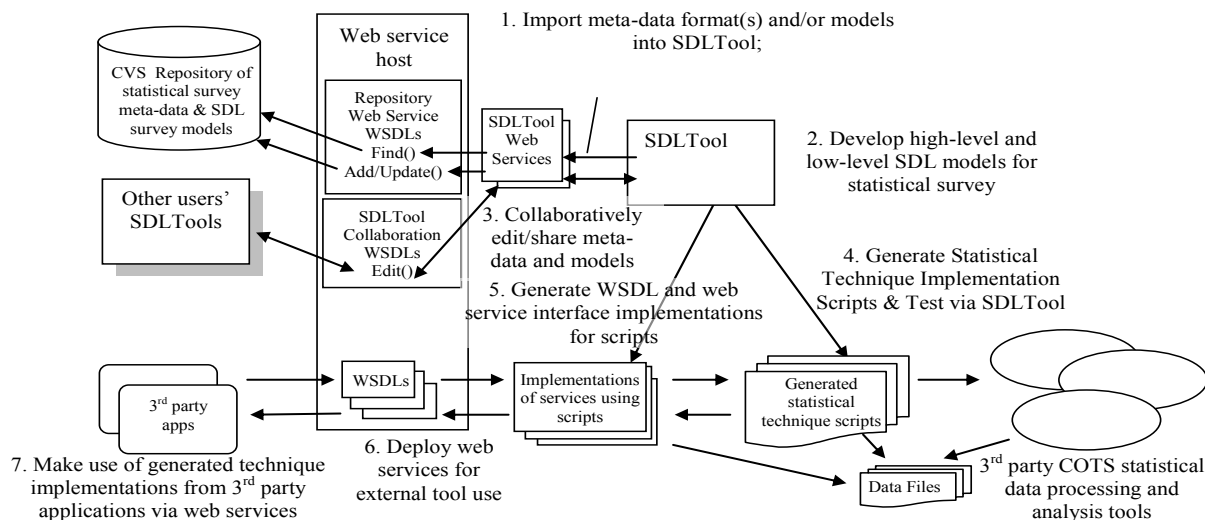 1. Import meta-data format(s) and/or models
into SDLTool;
Web service
host
CVS Repository of
statistical survey
meta-data & SDL
survey models
Repository
Web Service
WSDLs
Find()
Add/Update()
SDLTool
Web
Services
SDLTool
2. Develop high-level and
low-level SDL models for
statistical survey
Other users’
SDLTools
SDLTool
Collaboration
WSDLs
Edit()
3. Collaboratively
edit/share meta-
data and models
4. Generate Statistical
Technique Implementation
Scripts & Test via SDLTool
5. Generate WSDL and web
service interface implementations
for scripts
3rd party
apps
WSDLs
Implementations
of services using
scripts
Generated
statistical
technique scripts
6. Deploy web
services for
external tool use
7. Make use of generated technique
implementations from 3rd party
applications via web services
Data Files
3rd party COTS statistical
data processing and
analysis tools